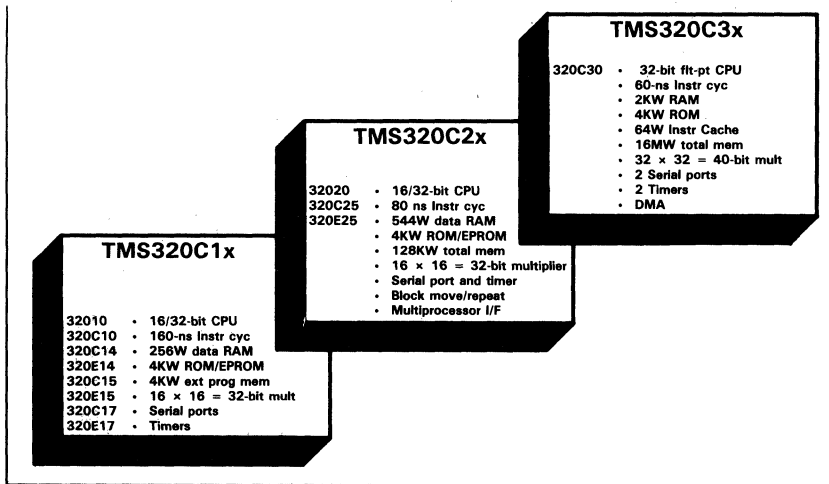 TMS320C3x
320C30 • 32-bit flt-pt CPU
• 60-ns Instr cyc
• 2KW RAM
• 4KW ROM
• 64W Instr Cache
• 16MW total mem
• 32 × 32 = 40-bit mult
• 2 Serial ports
• 2 Timers
• DMA
TMS320C2x
32020 • 16/32-bit CPU
320C25 • 80 ns Instr cyc
320E25 • 544W data RAM
• 4KW ROM/EPROM
• 128KW total mem
• 16 × 16 = 32-bit multiplier
• Serial port and timer
• Block move/repeat
• Multiprocessor I/F
TMS320C1x
32010 • 16/32-bit CPU
320C10 • 160-ns Instr cyc
320C14 • 256W data RAM
320E14 • 4KW ROM/EPROM
320C15 • 4KW ext prog mem
320E15 • 16 × 16 = 32-bit mult
320C17 • Serial ports
320E17 • Timers